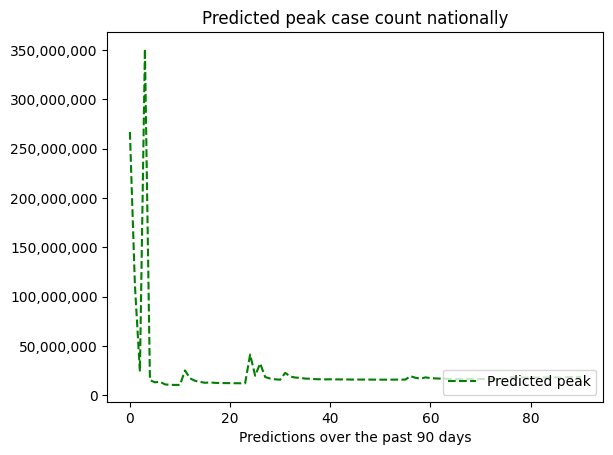 Predicted peak case count nationally
350,000,000
300,000,000
250,000,000
200,000,000
150,000,000
100,000,000
50,000,000
0
Predicted peak
0 20 40 60 80
Predictions over the past 90 days